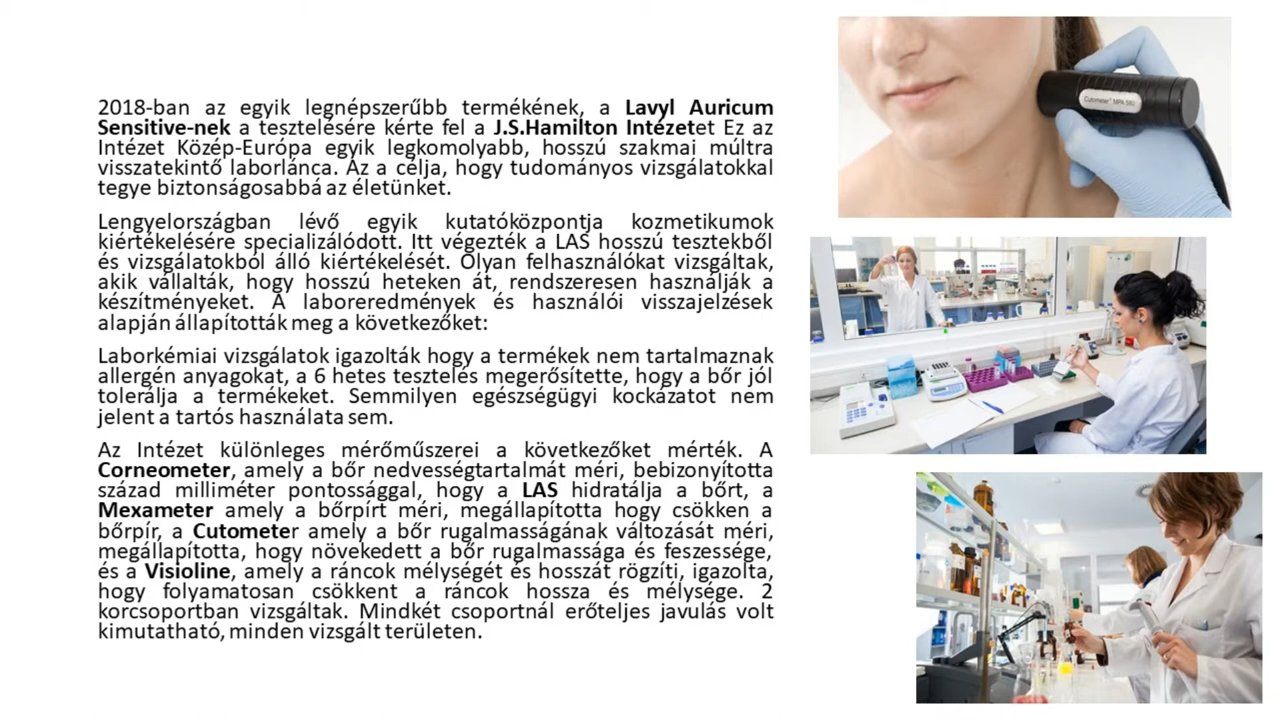 2018-ban az egyik legnépszerűbb termékének, a Lavyl Auricum
Sensitive-nek a tesztelésére kérte fel a J.S.Hamilton Intézetet Ez az
Intézet Közép-Európa egyik legkomolyabb, hosszú szakmai múltra
visszatekintő laborlánca. Az a célja, hogy tudományos vizsgálatokkal
tegye biztonságosabbá az életünket.
Lengyelországban lévő egyik kutatóközpontja kozmetikumok
kiértékelésére specializálódott. Itt végezték a LAS hosszú tesztekből
és vizsgálatokból álló kiértékelését. Olyan felhasználókat vizsgáltak,
akik vállalták, hogy hosszú heteken át, rendszeresen használják a
készítményeket. A laboreredmények és használói visszajelzések
alapján állapították meg a következőket:
Laborkémiai vizsgálatok igazolták hogy a termékek nem tartalmaznak
allergén anyagokat, a 6 hetes tesztelés megerősítette, hogy a bőr jól
tolerálja a termékeket. Semmilyen egészségügyi kockázatot nem
jelent a tartós használata sem.
Az Intézet különleges mérőműszerei a következőket mérték. A
Corneometer, amely a bőr nedvességtartalmát méri, bebizonyította
század milliméter pontossággal, hogy a LAS hidratálja a bőrt, a
Mexameter amely a bőrpírt méri, megállapította hogy csökken a
bőrpír, a Cutometer amely a bőr rugalmasságának változását méri,
megállapította, hogy növekedett a bőr rugalmassága és feszessége,
és a Visioline, amely a ráncok mélységét és hosszát rögzíti, igazolta,
hogy folyamatosan csökkent a ráncok hossza és mélysége. 2
korcsoportban vizsgáltak. Mindkét csoportnál erőteljes javulás volt
kimutatható, minden vizsgált területen.
Cutometer® MPA 580